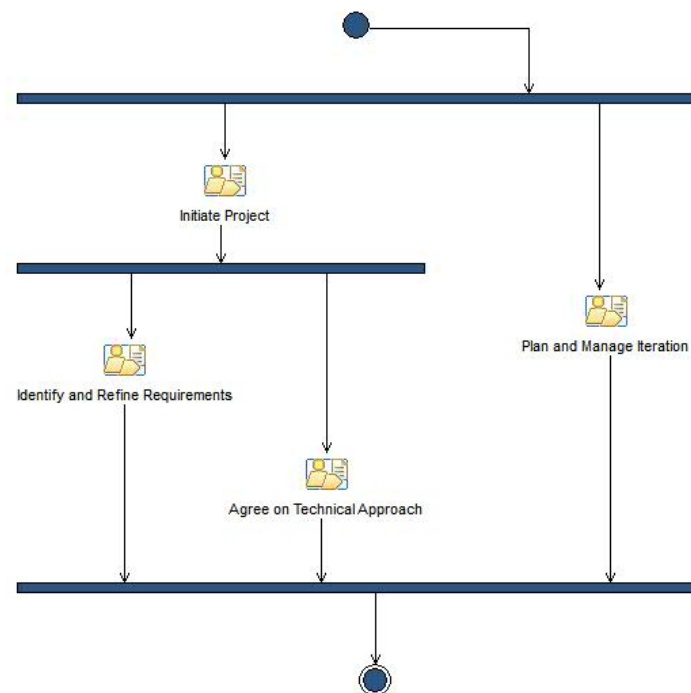 Initiate Project
Plan and Manage Iteration
Identify and Refine Requirements
Agree on Technical Approach